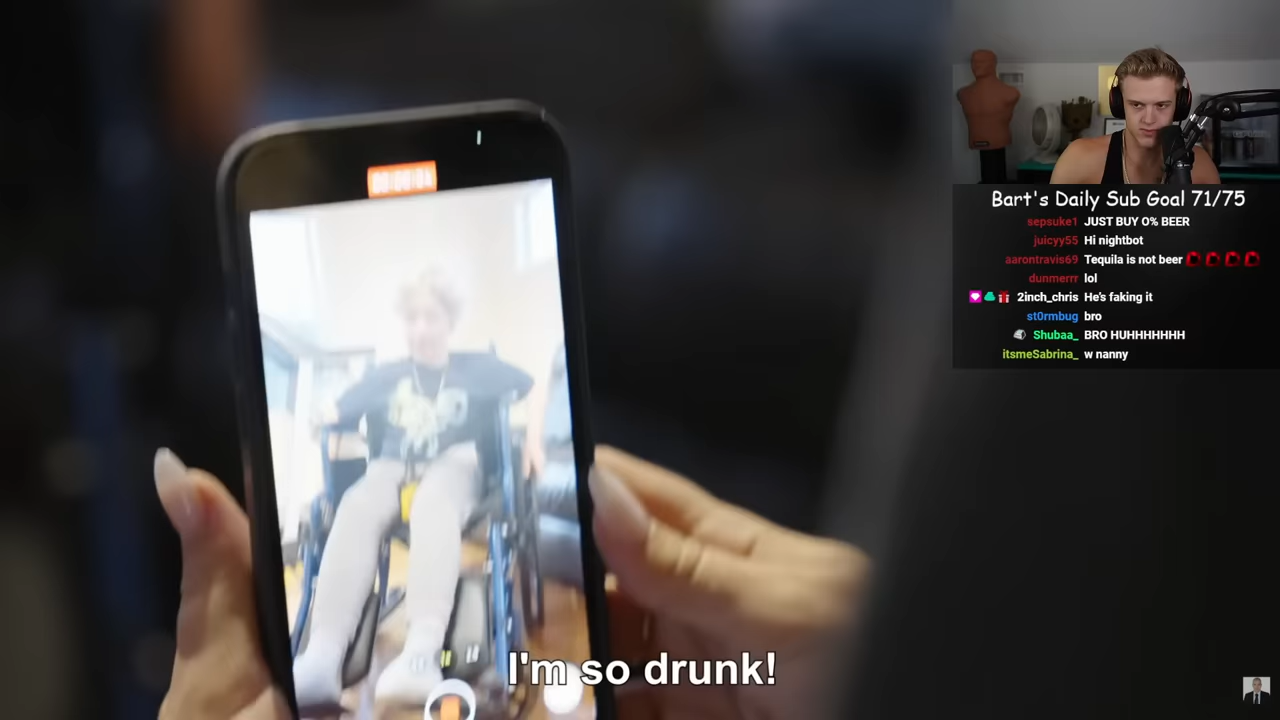 Bart's Daily Sub Goal 71/75
sepsuke1 JUST BUY 0% BEER
juicyy55 Hi nightbot
aarontravis69 Tequila is not beer
dunmerrr lol
2inch_chris He's faking it
st0rmbug bro
Shubaa_ BRO HUHHHHHHH
itsmeSabrina_ w nanny
I'm so drunk!